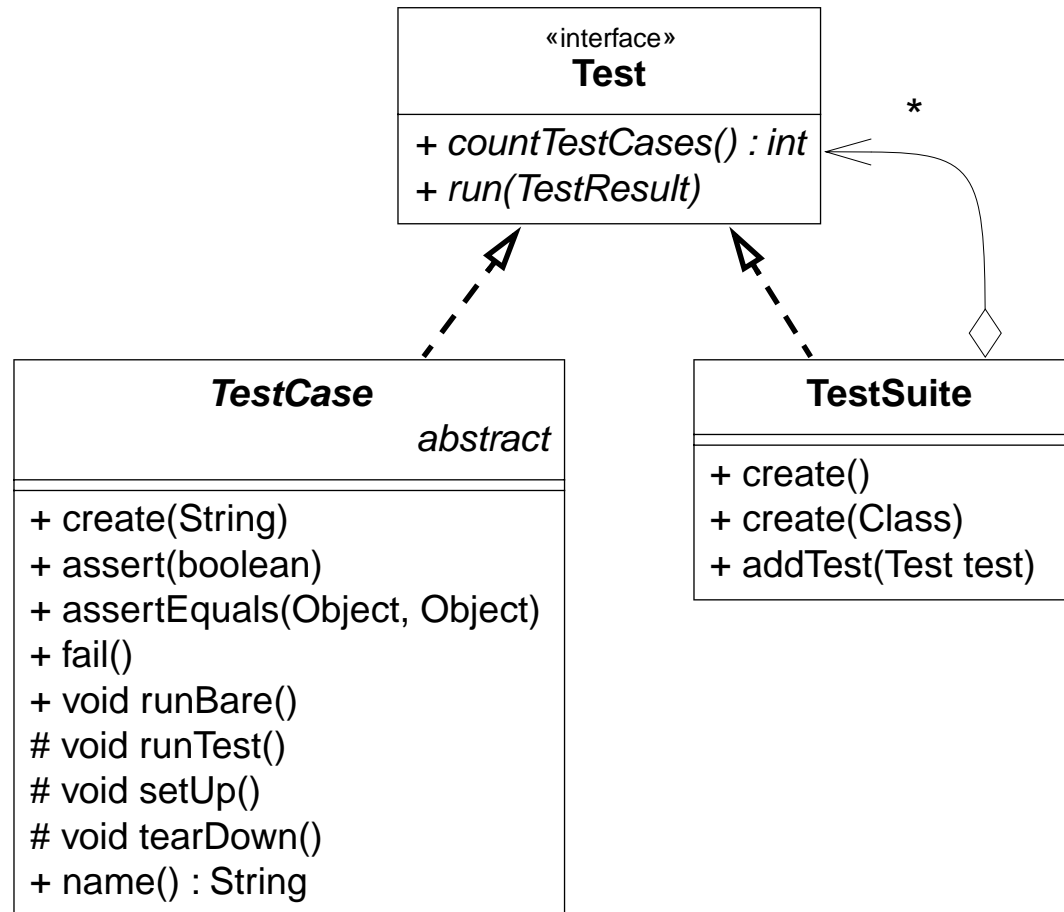 «interface»
Test
*
+ countTestCases() : int
+ run(TestResult)
TestCase
abstract
+ create(String)
+ assert(boolean)
+ assertEquals(Object, Object)
+ fail()
+ void runBare()
# void runTest()
# void setUp()
# void tearDown()
+ name() : String
TestSuite
+ create()
+ create(Class)
+ addTest(Test test)